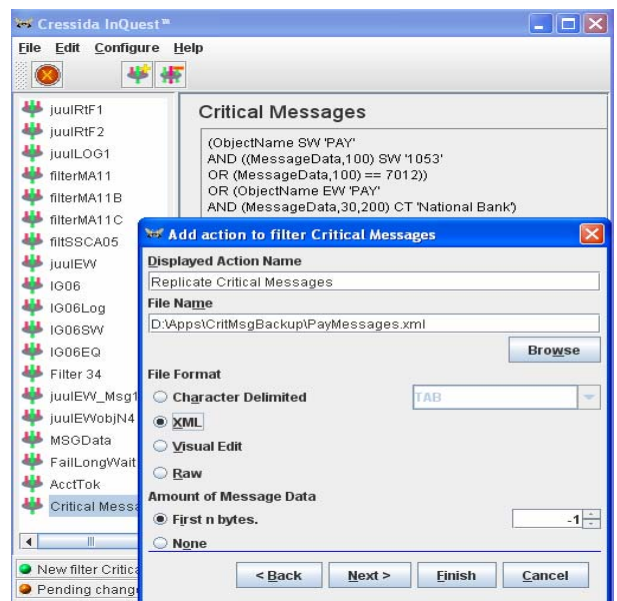 Cressida InQuest™
File Edit Configure Help
juulRtF1
juulRtF2
juulLOG1
filterMA11
filterMA11B
filterMA11C
filtSSCA05
juulEW
IG06
IG06Log
IG06SW
IG06EQ
Filter 34
juulEW_Msg1
juulEWobjN4
MSGData
FailLongWait
AcctTok
Critical Messa
New filter Critica
Pending chang
Critical Messages
(ObjectName SW 'PAY'
AND ((MessageData,100) SW '1053'
OR (MessageData,100) == 7012))
OR (ObjectName EW 'PAY'
AND (MessageData,30,200) CT 'National Bank')
Add action to filter Critical Messages
Displayed Action Name
Replicate Critical Messages
File Name
D:\Apps\CritMsgBackup\PayMessages.xml
Browse
File Format
Character Delimited TAB
XML
Visual Edit
Raw
Amount of Message Data
First n bytes. -1
None
< Back Next > Finish Cancel